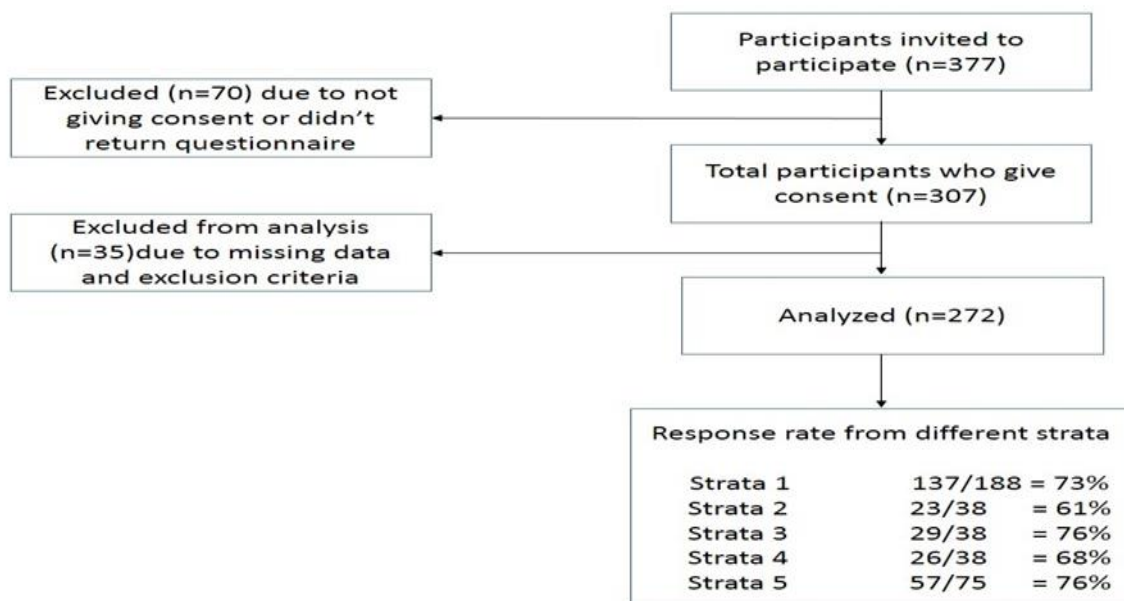 Participants invited to
participate (n=377)
Excluded (n=70) due to not
giving consent or didn't
return questionnaire
Total participants who give
consent (n=307)
Excluded from analysis
(n=35)due to missing data
and exclusion criteria
Analyzed (n=272)
Response rate from different strata
Strata 1 137/188 = 73%
Strata 2 23/38 = 61%
Strata 3 29/38 = 76%
Strata 4 26/38 = 68%
Strata 5 57/75 = 76%